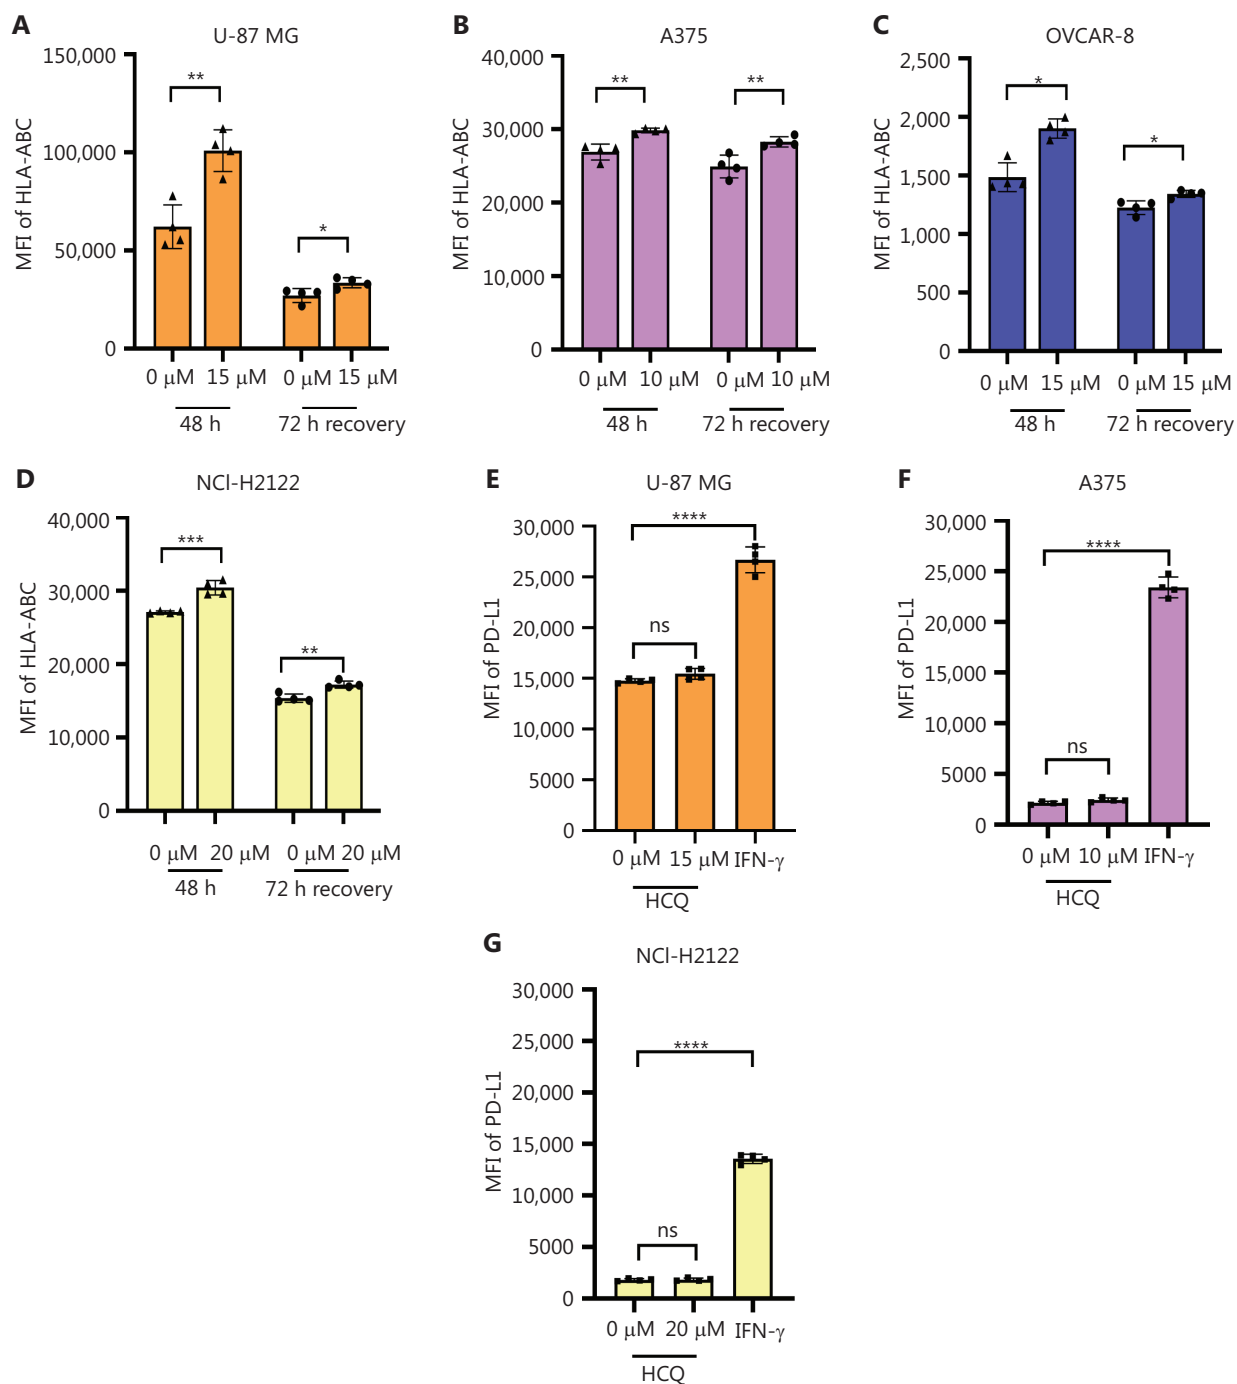 A
U-87 MG
MFI of HLA-ABC
150,000
100,000
50,000
0
**
*
0 μM 15 μM 0 μM 15 μM
48 h 72 h recovery
B
A375
MFI of HLA-ABC
40,000
30,000
20,000
10,000
0
**
**
0 μM 10 μM 0 μM 10 μM
48 h 72 h recovery
C
OVCAR-8
MFI of HLA-ABC
2,500
2,000
1,500
1,000
500
0
*
*
0 μM 15 μM 0 μM 15 μM
48 h 72 h recovery
D
NCl-H2122
MFI of HLA-ABC
40,000
30,000
20,000
10,000
0
***
**
0 μM 20 μM 0 μM 20 μM
48 h 72 h recovery
E
U-87 MG
MFI of PD-L1
30,000
25,000
20,000
15,000
10,000
5000
0
****
ns
0 μM 15 μM IFN-γ
HCQ
F
A375
MFI of PD-L1
30,000
25,000
20,000
15,000
10,000
5000
0
****
ns
0 μM 10 μM IFN-γ
HCQ
G
NCl-H2122
MFI of PD-L1
30,000
25,000
20,000
15,000
10,000
5000
0
****
ns
0 μM 20 μM IFN-γ
HCQ